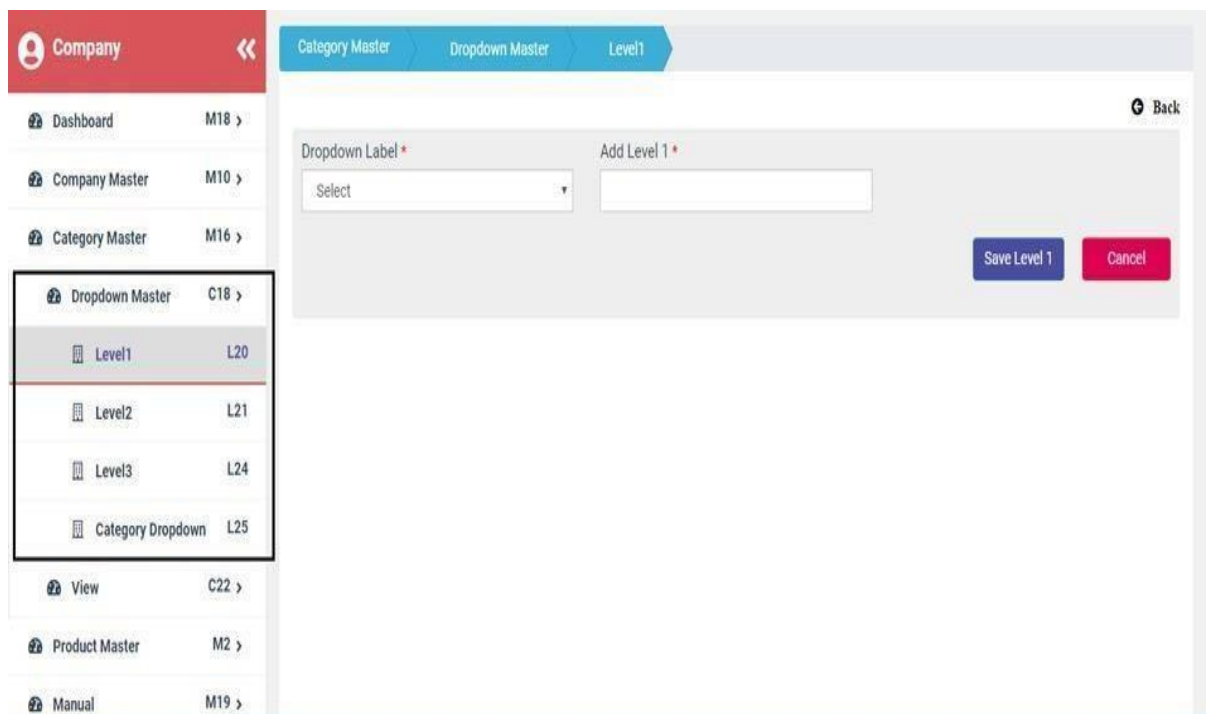 Company
Dashboard M18
Company Master M10
Category Master M16
Dropdown Master C18
Level1 L20
Level2 L21
Level3 L24
Category Dropdown L25
View C22
Product Master M2
Manual M19
Category Master Dropdown Master Level1
Back
Dropdown Label * Add Level 1 *
Select
Save Level 1 Cancel